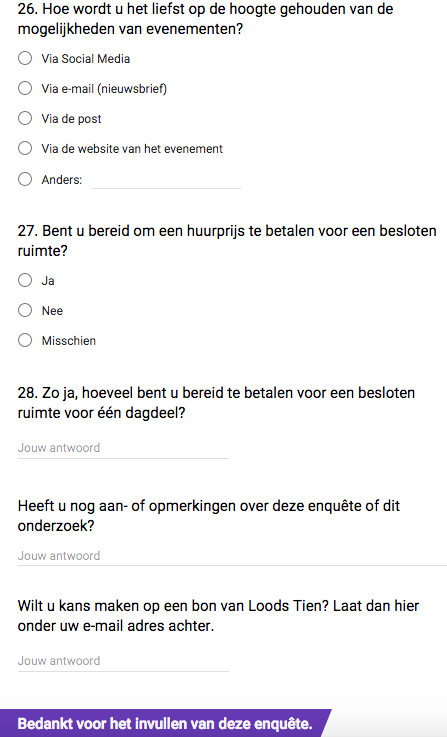 26. Hoe wordt u het liefst op de hoogte gehouden van de
mogelijkheden van evenementen?
Via Social Media
Via e-mail (nieuwsbrief)
Via de post
Via de website van het evenement
Anders:
27. Bent u bereid om een huurprijs te betalen voor een besloten
ruimte?
Ja
Nee
Misschien
28. Zo ja, hoeveel bent u bereid te betalen voor een besloten
ruimte voor één dagdeel?
Jouw antwoord
Heeft u nog aan- of opmerkingen over deze enquête of dit
onderzoek?
Jouw antwoord
Wilt u kans maken op een bon van Loods Tien? Laat dan hier
onder uw e-mail adres achter.
Jouw antwoord
Bedankt voor het invullen van deze enquête.